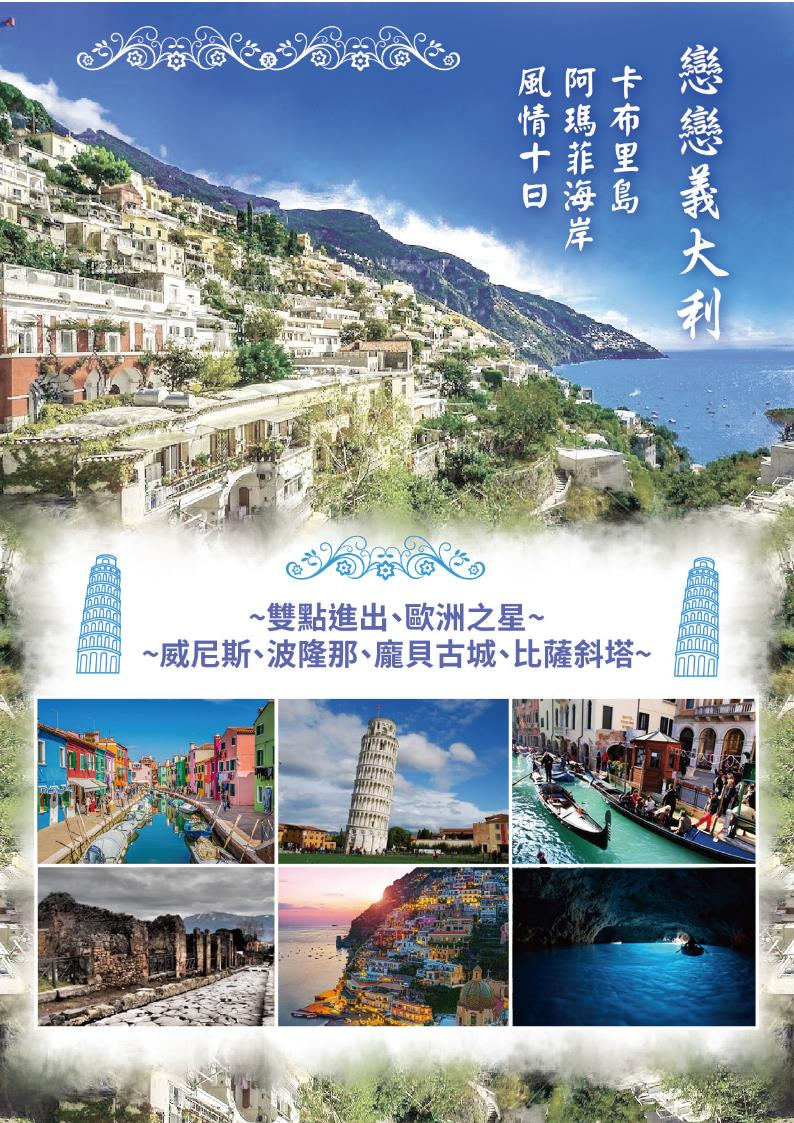 戀戀義大利
卡布里島
阿瑪菲海岸
風情十日
~雙點進出、歐洲之星~
~威尼斯、波隆那、龐貝古城、比薩斜塔~